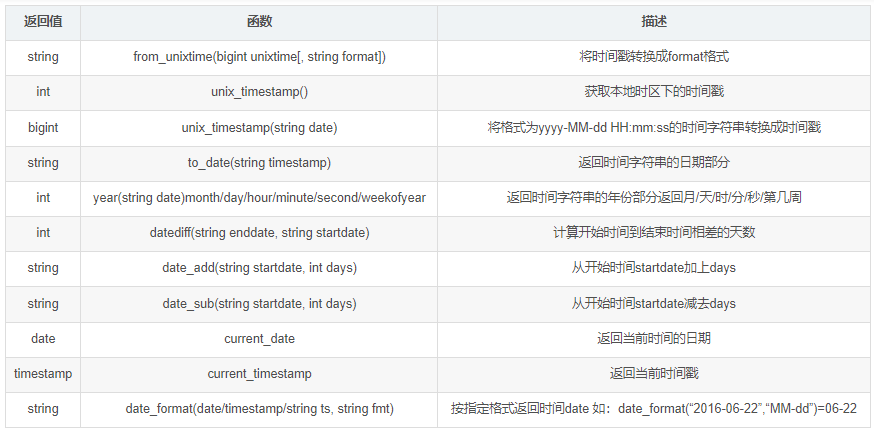 返回值 函数 描述
string from_unixtime(bigint unixtime[, string format]) 将时间戳转换成format格式
int unix_timestamp() 获取本地时区下的时间戳
bigint unix_timestamp(string date) 将格式为yyyy-MM-dd HH:mm:ss的时间字符串转换成时间戳
string to_date(string timestamp) 返回时间字符串的日期部分
int year(string date)month/day/hour/minute/second/weekofyear 返回时间字符串的年份部分返回月/天/时/分/秒/第几周
int datediff(string enddate, string startdate) 计算开始时间到结束时间相差的天数
string date_add(string startdate, int days) 从开始时间startdate加上days
string date_sub(string startdate, int days) 从开始时间startdate减去days
date current_date 返回当前时间的日期
timestamp current_timestamp 返回当前时间戳
string date_format(date/timestamp/string ts, string fmt) 按指定格式返回时间date 如：date_format(“2016-06-22”,“MM-dd”)=06-22